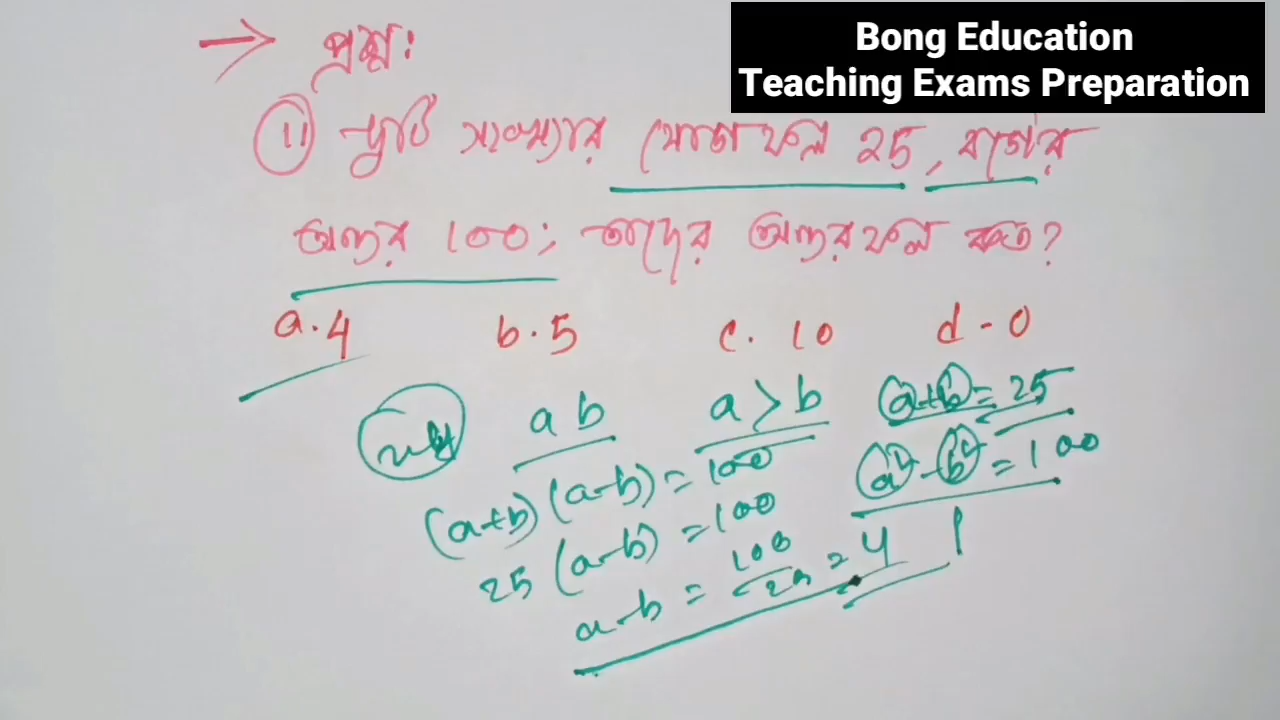 Bong Education
Teaching Exams Preparation
→ প্রশ্ন:
11 দুটি সংখ্যার যোগফল ২5, বর্গের
অন্তর 100; তাদের অন্তরফল কত?
a. 4 b. 5 c. 10 d - 0
a b a > b a+b = 25
a² - b² = 100
(a+b) (a-b) = 100
25 (a-b) = 100
a-b = 100/25 = 4